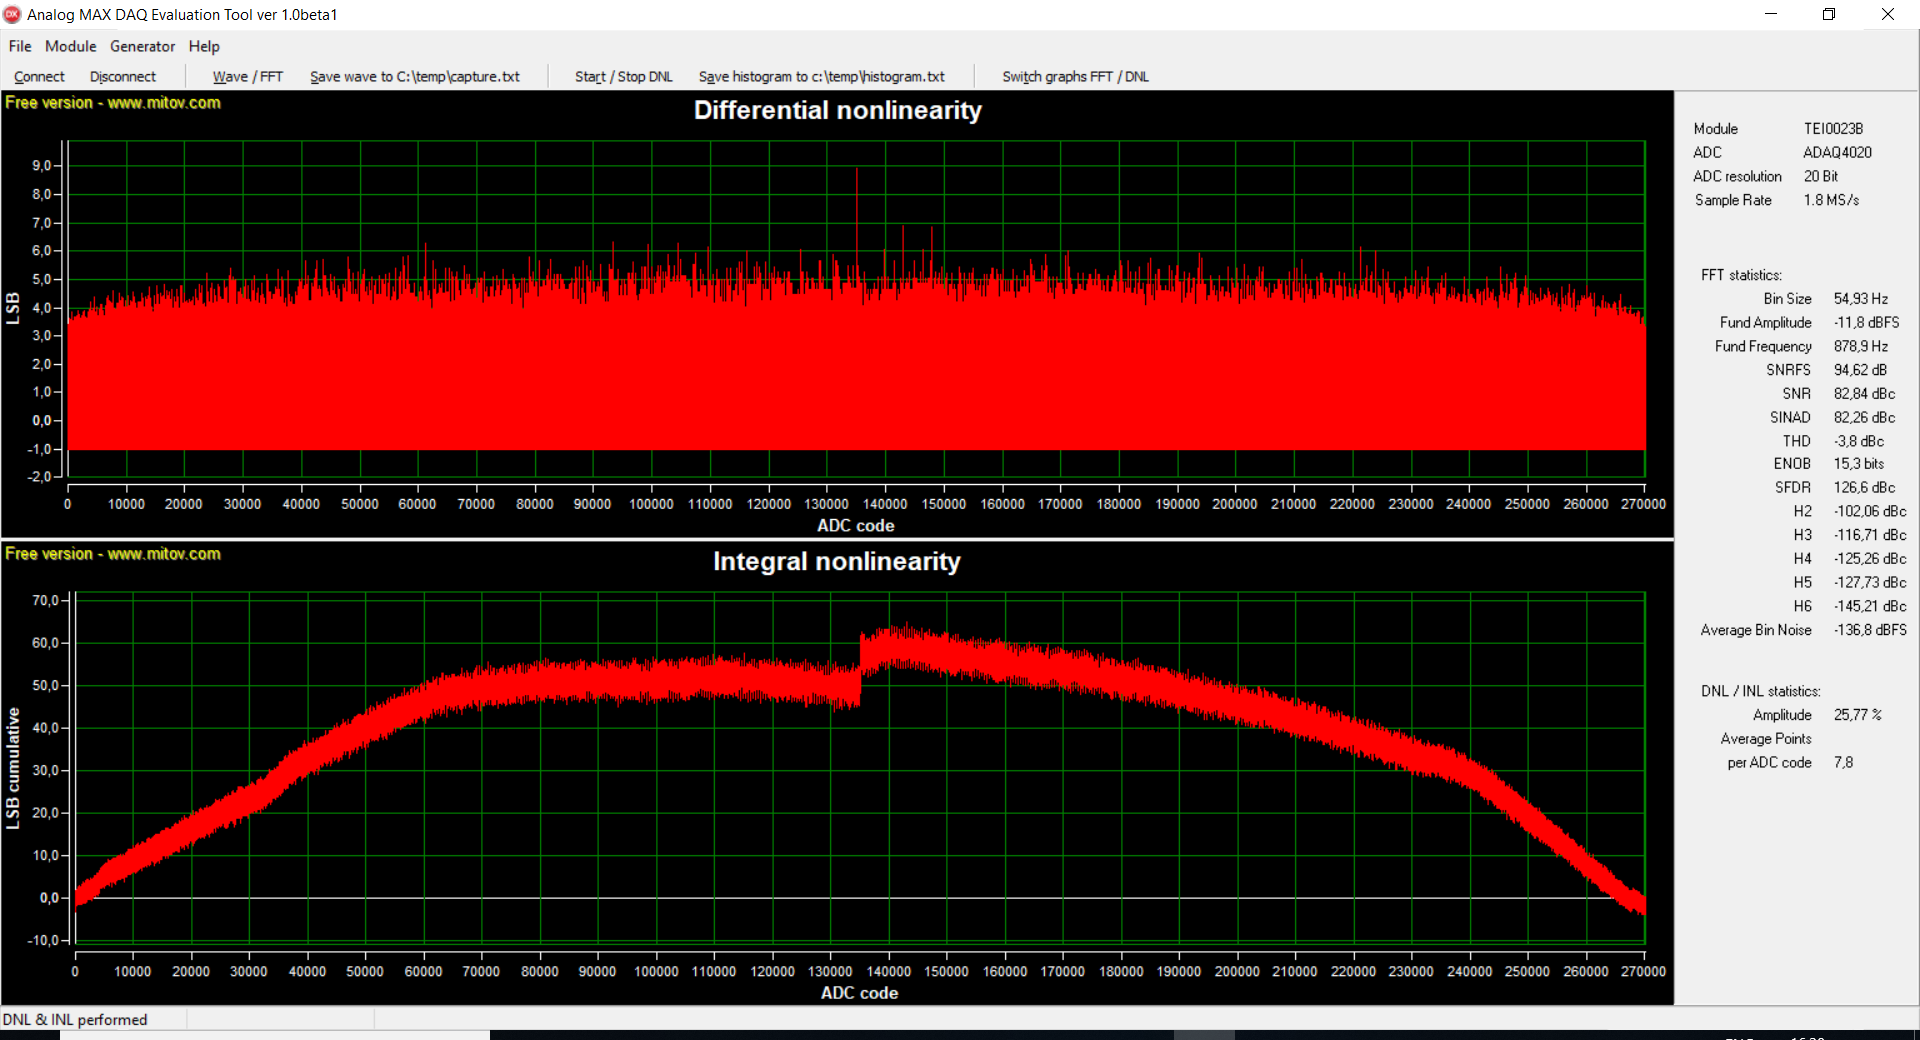 Analog MAX DAQ Evaluation Tool ver 1.0beta1
File Module Generator Help
Connect Disconnect Wave / FFT Save wave to C:\temp\capture.txt Start / Stop DNL Save histogram to c:\temp\histogram.txt Switch graphs FFT / DNL
Free version - www.mitov.com
Differential nonlinearity
LSB
9,0
8,0
7,0
6,0
5,0
4,0
3,0
2,0
1,0
0,0
-1,0
-2,0
0 10000 20000 30000 40000 50000 60000 70000 80000 90000 100000 110000 120000 130000 140000 150000 160000 170000 180000 190000 200000 210000 220000 230000 240000 250000 260000 270000
ADC code
Free version - www.mitov.com
Integral nonlinearity
LSB cumulative
70,0
60,0
50,0
40,0
30,0
20,0
10,0
0,0
-10,0
0 10000 20000 30000 40000 50000 60000 70000 80000 90000 100000 110000 120000 130000 140000 150000 160000 170000 180000 190000 200000 210000 220000 230000 240000 250000 260000 270000
ADC code
Module TEI0023B
ADC ADAQ4020
ADC resolution 20 Bit
Sample Rate 1.8 MS/s
FFT statistics:
Bin Size 54,93 Hz
Fund Amplitude -11,8 dBFS
Fund Frequency 878,9 Hz
SNRFS 94,62 dB
SNR 82,84 dBc
SINAD 82,26 dBc
THD -3,8 dBc
ENOB 15,3 bits
SFDR 126,6 dBc
H2 -102,06 dBc
H3 -116,71 dBc
H4 -125,26 dBc
H5 -127,73 dBc
H6 -145,21 dBc
Average Bin Noise -136,8 dBFS
DNL / INL statistics:
Amplitude 25,77 %
Average Points
per ADC code 7,8
DNL & INL performed